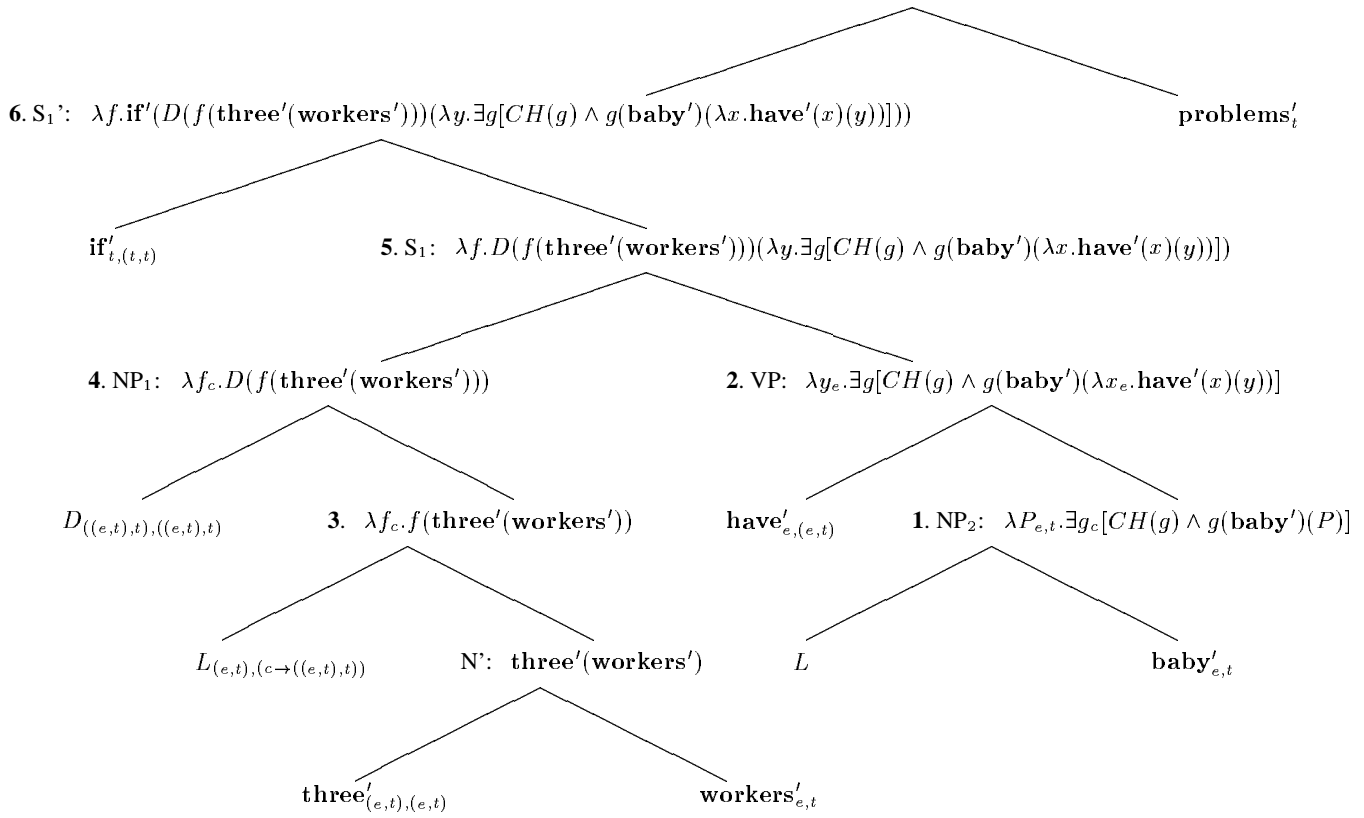 6. S₁’: λf.if′(D(f(three′(workers′)))(λy.∃g[CH(g) ∧ g(baby′)(λx.have′(x)(y))]))
problems′ₜ
if′_{t,(t,t)}
5. S₁: λf.D(f(three′(workers′)))(λy.∃g[CH(g) ∧ g(baby′)(λx.have′(x)(y))])
4. NP₁: λf_c.D(f(three′(workers′)))
2. VP: λy_e.∃g[CH(g) ∧ g(baby′)(λx_e.have′(x)(y))]
D_{((e,t),t),((e,t),t)}
3. λf_c.f(three′(workers′))
have′_{e,(e,t)}
1. NP₂: λP_{e,t}.∃g_c[CH(g) ∧ g(baby′)(P)]
L_{(e,t),(c→((e,t),t))}
N’: three′(workers′)
L
baby′_{e,t}
three′_{(e,t),(e,t)}
workers′_{e,t}